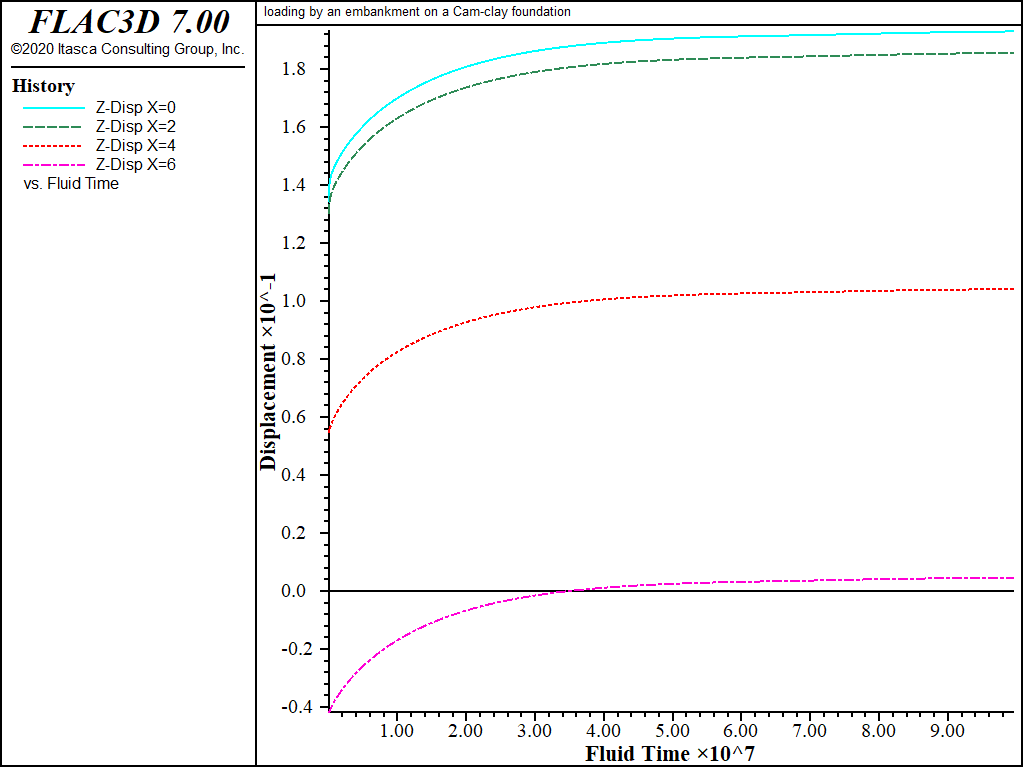 FLAC3D 7.00
©2020 Itasca Consulting Group, Inc.
History
Z-Disp X=0
Z-Disp X=2
Z-Disp X=4
Z-Disp X=6
vs. Fluid Time
loading by an embankment on a Cam-clay foundation
Displacement ×10^-1
1.8
1.6
1.4
1.2
1.0
0.8
0.6
0.4
0.2
0.0
-0.2
-0.4
1.00 2.00 3.00 4.00 5.00 6.00 7.00 8.00 9.00
Fluid Time ×10^7